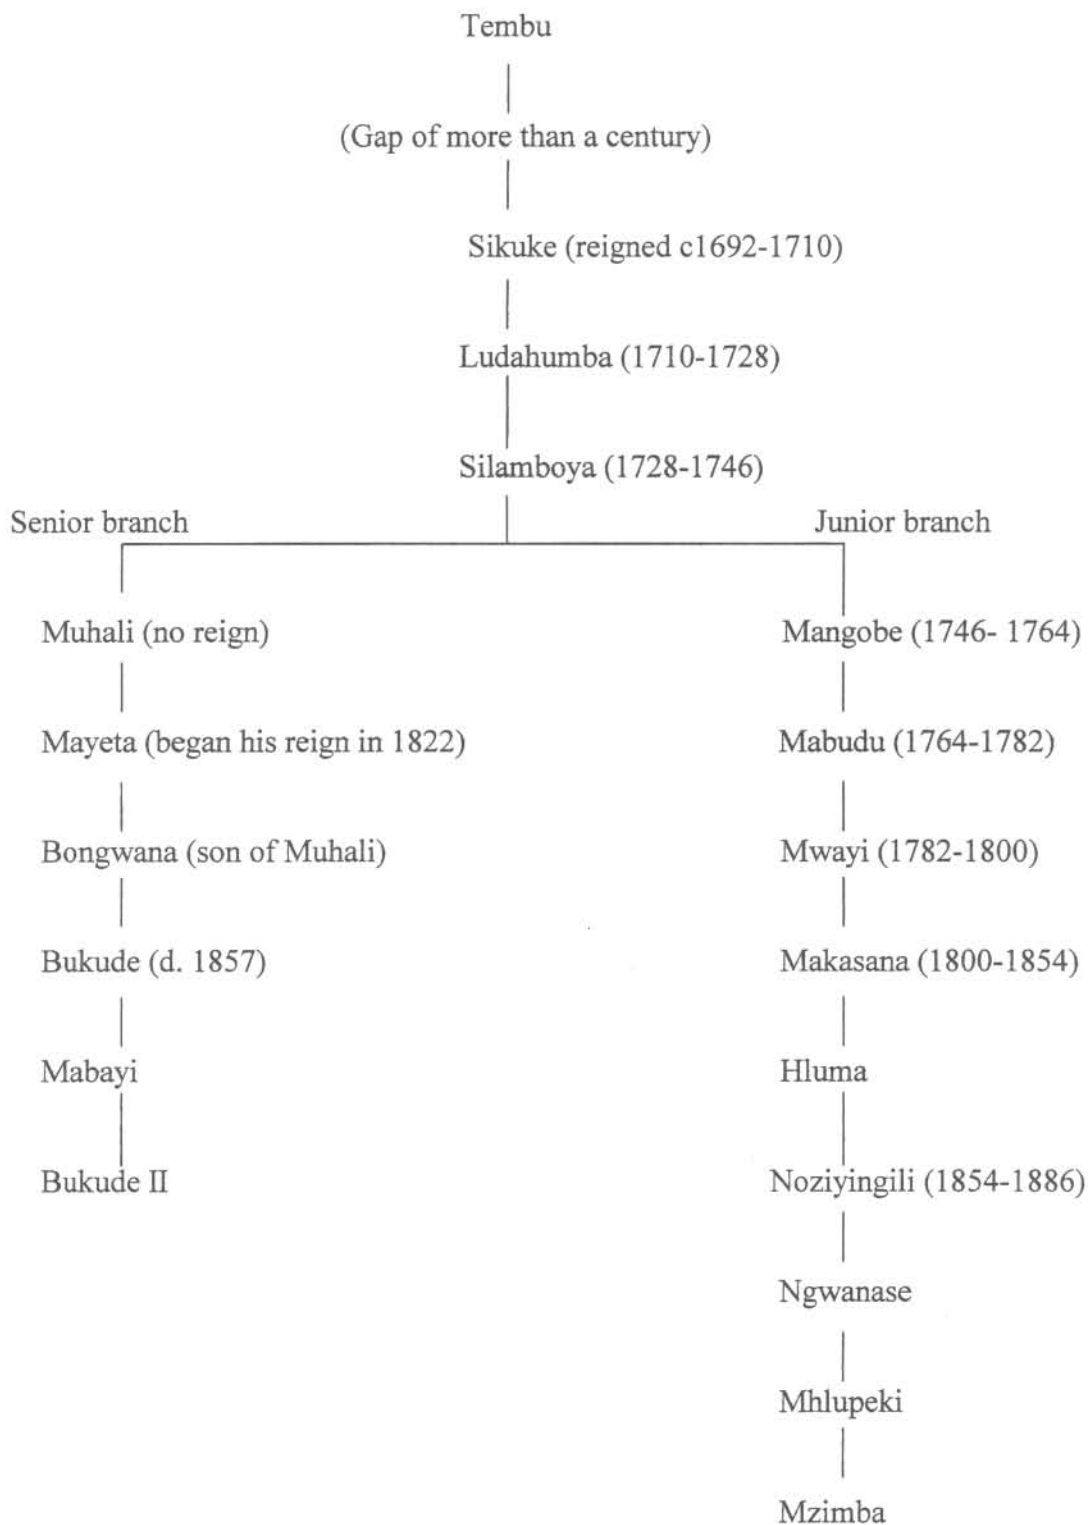 Tembu
(Gap of more than a century)
Sikuke (reigned c1692-1710)
Ludahumba (1710-1728)
Silamboya (1728-1746)
Senior branch
Junior branch
Muhali (no reign)
Mangobe (1746- 1764)
Mayeta (began his reign in 1822)
Mabudu (1764-1782)
Bongwana (son of Muhali)
Mwayi (1782-1800)
Bukude (d. 1857)
Makasana (1800-1854)
Mabayi
Hluma
Bukude II
Noziyingili (1854-1886)
Ngwanase
Mhlupeki
Mzimba